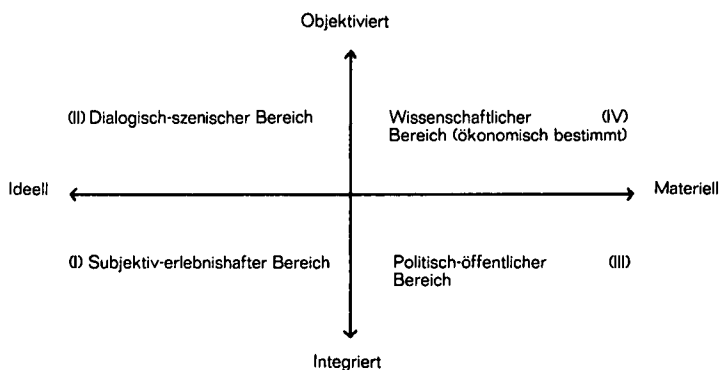 Objektiviert
(II) Dialogisch-szenischer Bereich
Wissenschaftlicher (IV)
Bereich (ökonomisch bestimmt)
Ideell
Materiell
(I) Subjektiv-erlebnishafter Bereich
Politisch-öffentlicher (III)
Bereich
Integriert